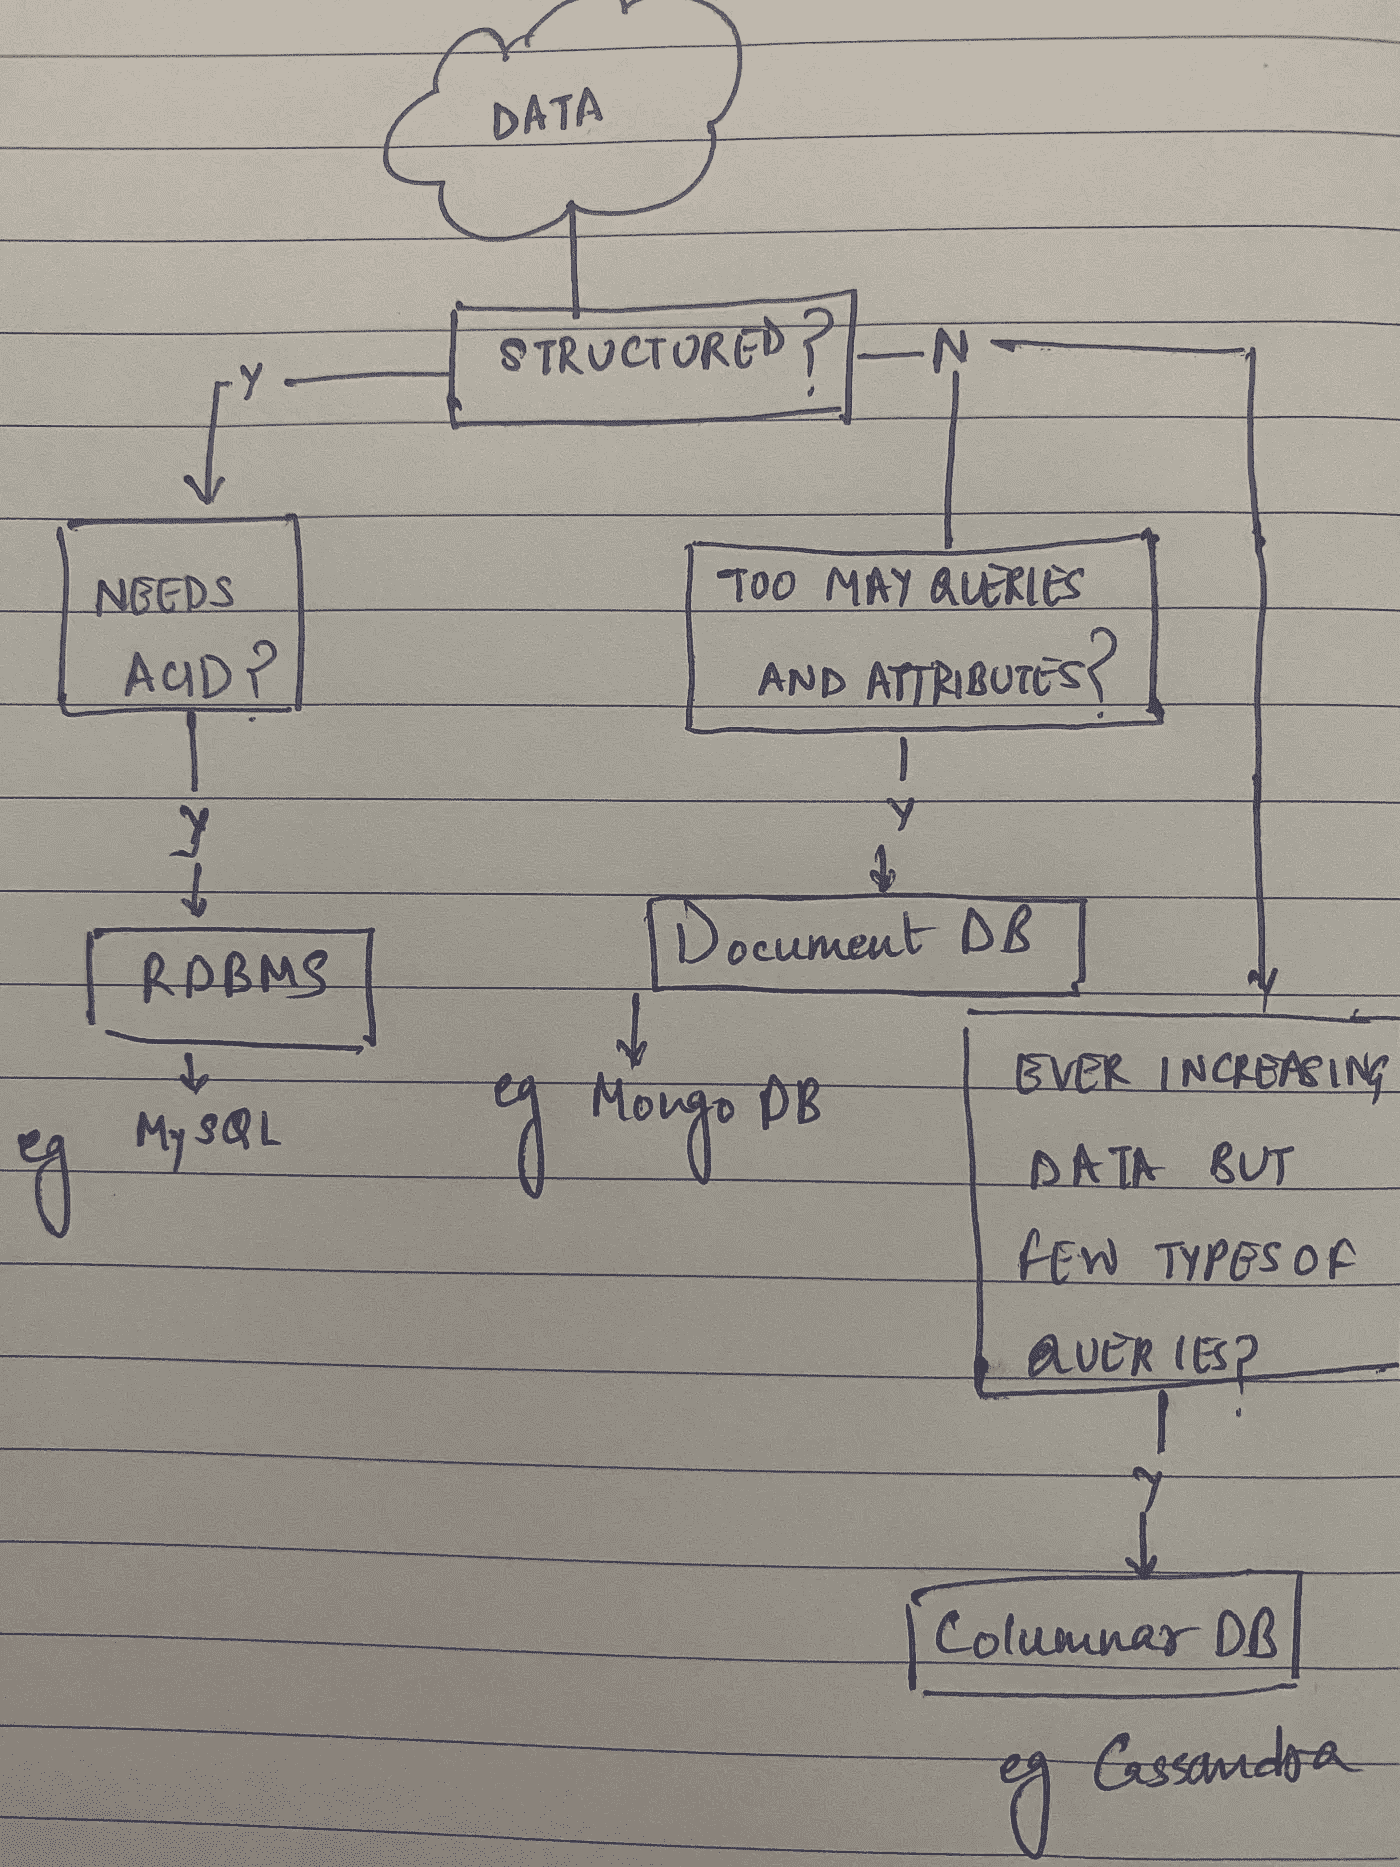 DATA
STRUCTURED?
Y
N
NEEDS
ACID?
TOO MAY QUERIES
AND ATTRIBUTES?
Y
Y
RDBMS
Document DB
eg MySQL
eg Mongo DB
EVER INCREASING
DATA BUT
FEW TYPES OF
QUERIES?
Y
Columnar DB
eg Cassandra